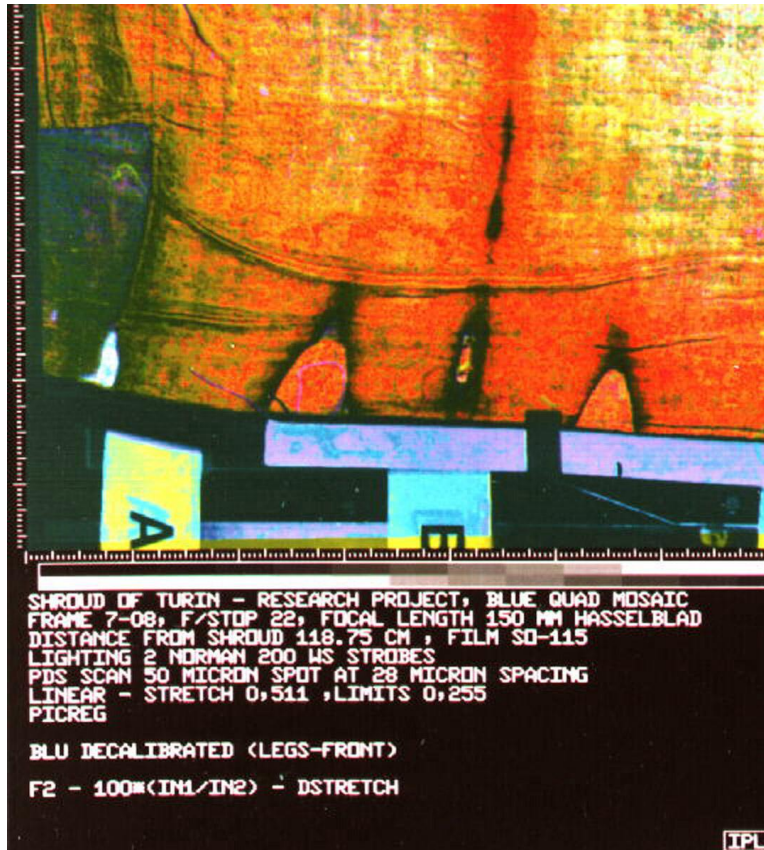 A
SHROUD OF TURIN - RESEARCH PROJECT, BLUE QUAD MOSAIC
FRAME 7-08, F/STOP 22, FOCAL LENGTH 150 MM HASSELBLAD
DISTANCE FROM SHROUD 118.75 CM , FILM SO-115
LIGHTING 2 NORMAN 200 WS STROBES
PDS SCAN 50 MICRON SPOT AT 28 MICRON SPACING
LINEAR - STRETCH 0,511 ,LIMITS 0,255
PICREG
BLU DECALIBRATED (LEGS-FRONT)
F2 - 100*(IN1/IN2) - DSTRETCH
IPL